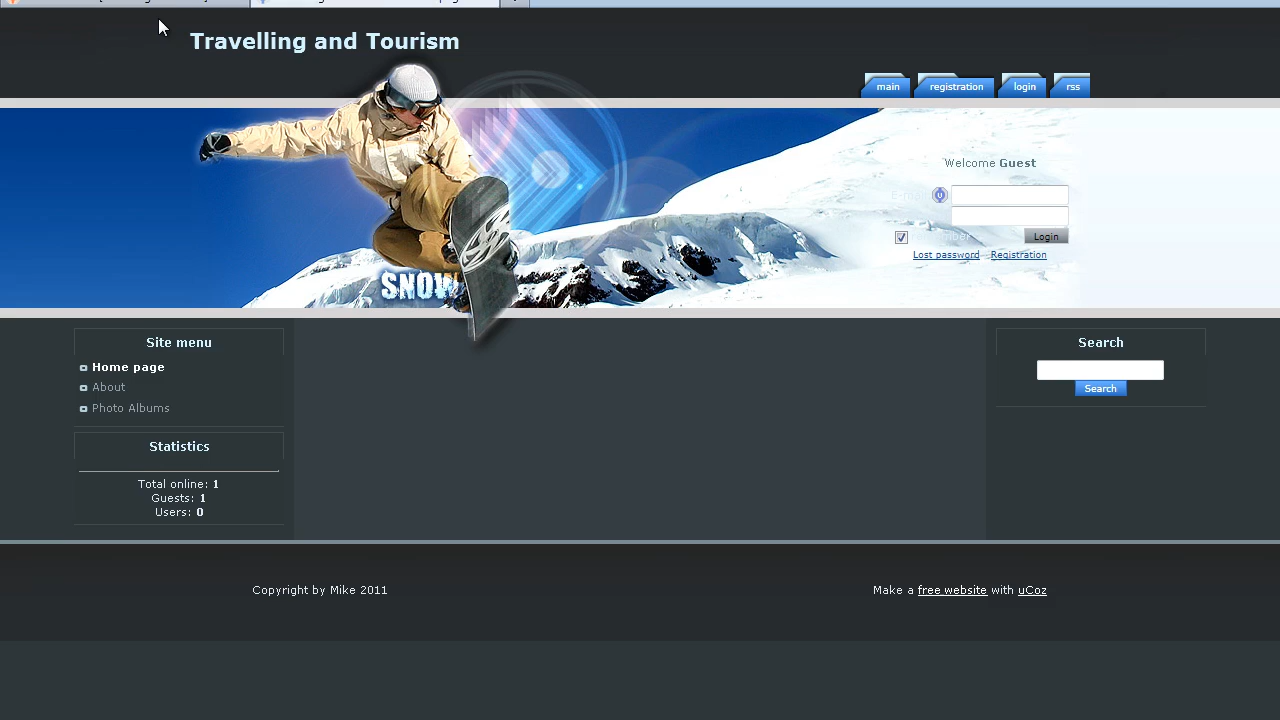 Travelling and Tourism
main
registration
login
rss
Welcome Guest
SNOW
Login
Lost password
Registration
Site menu
Home page
About
Photo Albums
Search
Search
Statistics
Total online: 1
Guests: 1
Users: 0
Copyright by Mike 2011
Make a free website with uCoz